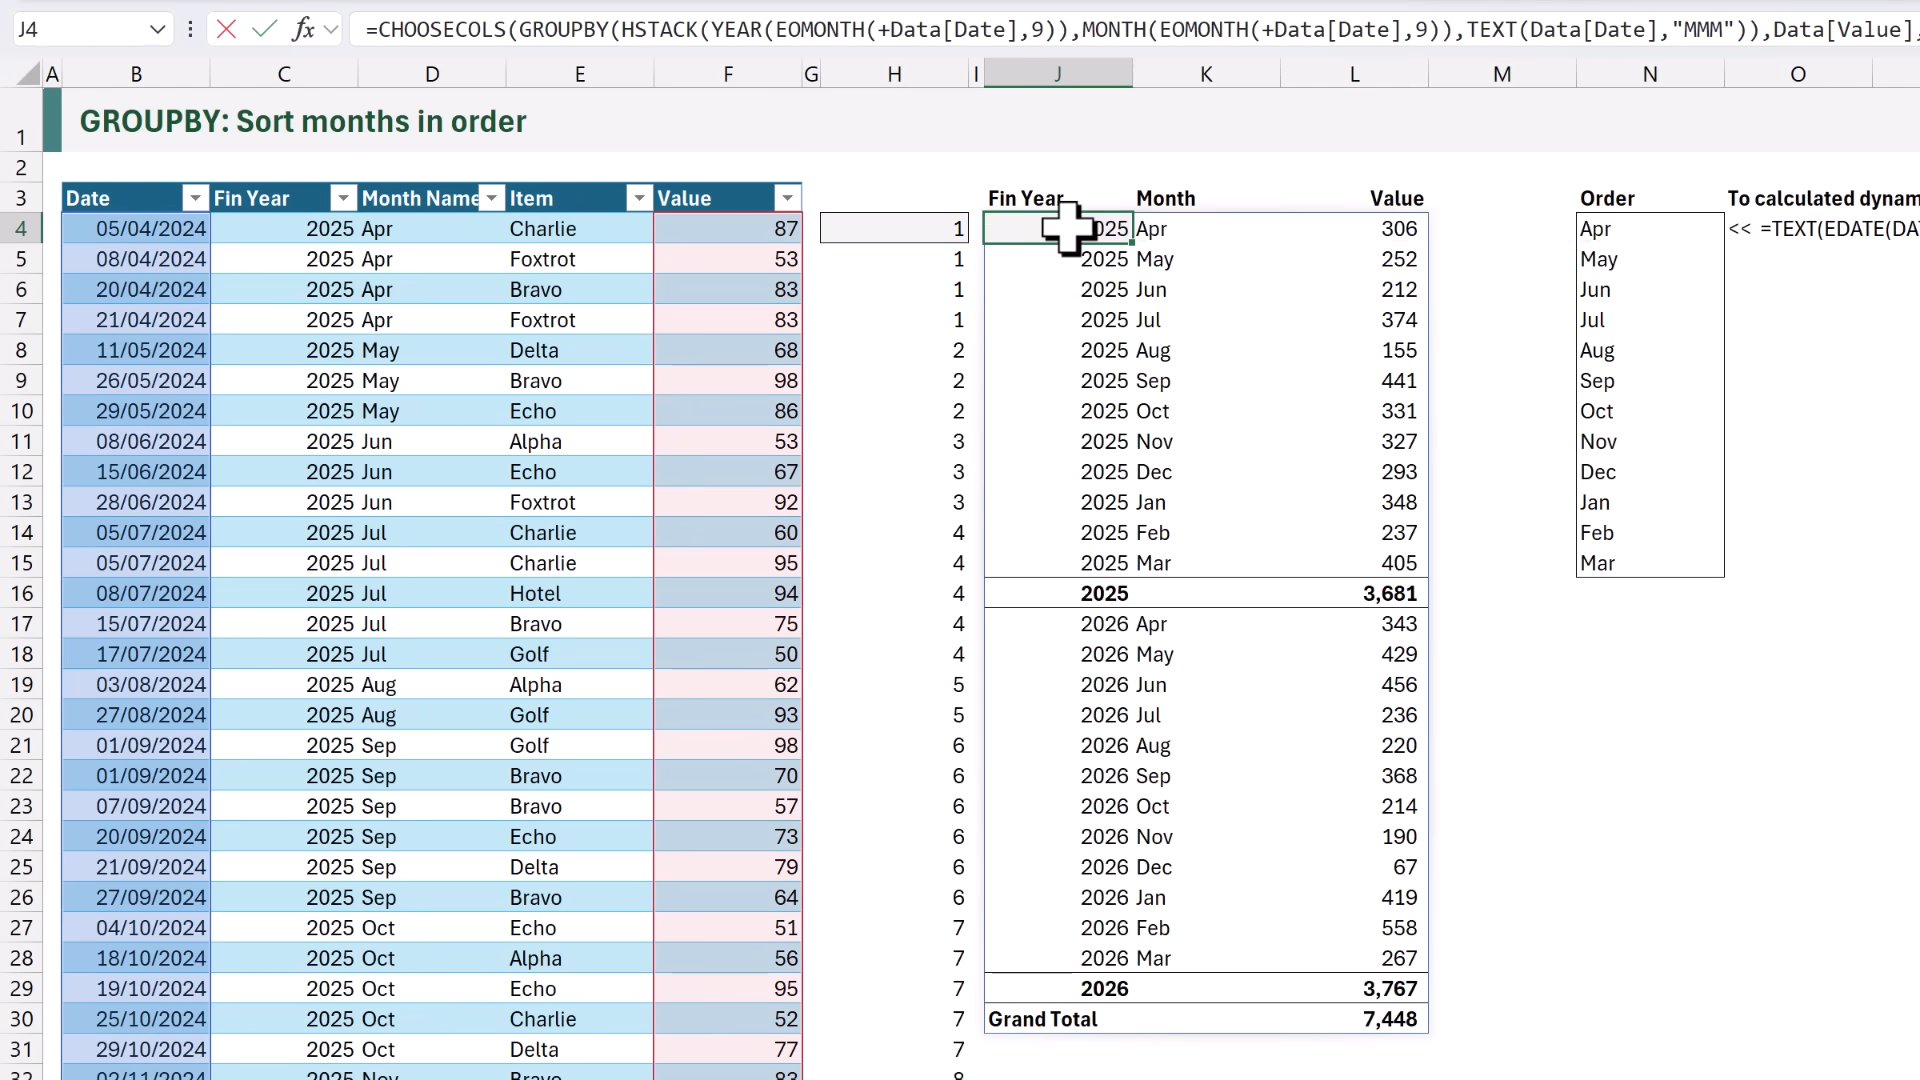 J4 fx =CHOOSECOLS(GROUPBY(HSTACK(YEAR(EOMONTH(+Data[Date],9)),MONTH(EOMONTH(+Data[Date],9)),TEXT(Data[Date],"MMM")),Data[Value],
A B C D E F G H I J K L M N O
1 GROUPBY: Sort months in order
2
3 Date Fin Year Month Name Item Value Fin Year Month Value Order To calculated dynam
4 05/04/2024 2025 Apr Charlie 87 1 025 Apr 306 Apr << =TEXT(EDATE(DA
5 08/04/2024 2025 Apr Foxtrot 53 1 2025 May 252 May
6 20/04/2024 2025 Apr Bravo 83 1 2025 Jun 212 Jun
7 21/04/2024 2025 Apr Foxtrot 83 1 2025 Jul 374 Jul
8 11/05/2024 2025 May Delta 68 2 2025 Aug 155 Aug
9 26/05/2024 2025 May Bravo 98 2 2025 Sep 441 Sep
10 29/05/2024 2025 May Echo 86 2 2025 Oct 331 Oct
11 08/06/2024 2025 Jun Alpha 53 3 2025 Nov 327 Nov
12 15/06/2024 2025 Jun Echo 67 3 2025 Dec 293 Dec
13 28/06/2024 2025 Jun Foxtrot 92 3 2025 Jan 348 Jan
14 05/07/2024 2025 Jul Charlie 60 4 2025 Feb 237 Feb
15 05/07/2024 2025 Jul Charlie 95 4 2025 Mar 405 Mar
16 08/07/2024 2025 Jul Hotel 94 4 2025 3,681
17 15/07/2024 2025 Jul Bravo 75 4 2026 Apr 343
18 17/07/2024 2025 Jul Golf 50 4 2026 May 429
19 03/08/2024 2025 Aug Alpha 62 5 2026 Jun 456
20 27/08/2024 2025 Aug Golf 93 5 2026 Jul 236
21 01/09/2024 2025 Sep Golf 98 6 2026 Aug 220
22 01/09/2024 2025 Sep Bravo 70 6 2026 Sep 368
23 07/09/2024 2025 Sep Bravo 57 6 2026 Oct 214
24 20/09/2024 2025 Sep Echo 73 6 2026 Nov 190
25 21/09/2024 2025 Sep Delta 79 6 2026 Dec 67
26 27/09/2024 2025 Sep Bravo 64 6 2026 Jan 419
27 04/10/2024 2025 Oct Echo 51 7 2026 Feb 558
28 18/10/2024 2025 Oct Alpha 56 7 2026 Mar 267
29 19/10/2024 2025 Oct Echo 95 7 2026 3,767
30 25/10/2024 2025 Oct Charlie 52 7 Grand Total 7,448
31 29/10/2024 2025 Oct Delta 77 7
32 02/11/2024 2025 Nov Bravo 83 8